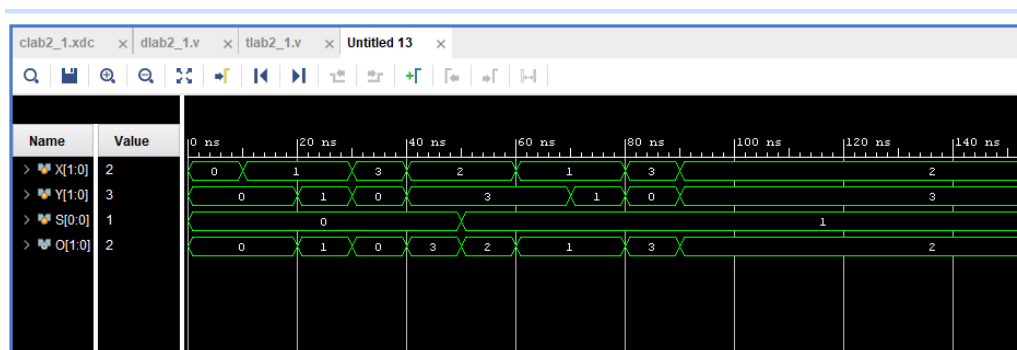 clab2_1.xdc × dlab2_1.v × tlab2_1.v × Untitled 13 ×
Name Value 0 ns 20 ns 40 ns 60 ns 80 ns 100 ns 120 ns 140 ns
X[1:0] 2 0 1 3 2 1 3 2
Y[1:0] 3 0 1 0 3 1 0 3
S[0:0] 1 0 1
O[1:0] 2 0 1 0 3 2 1 3 2